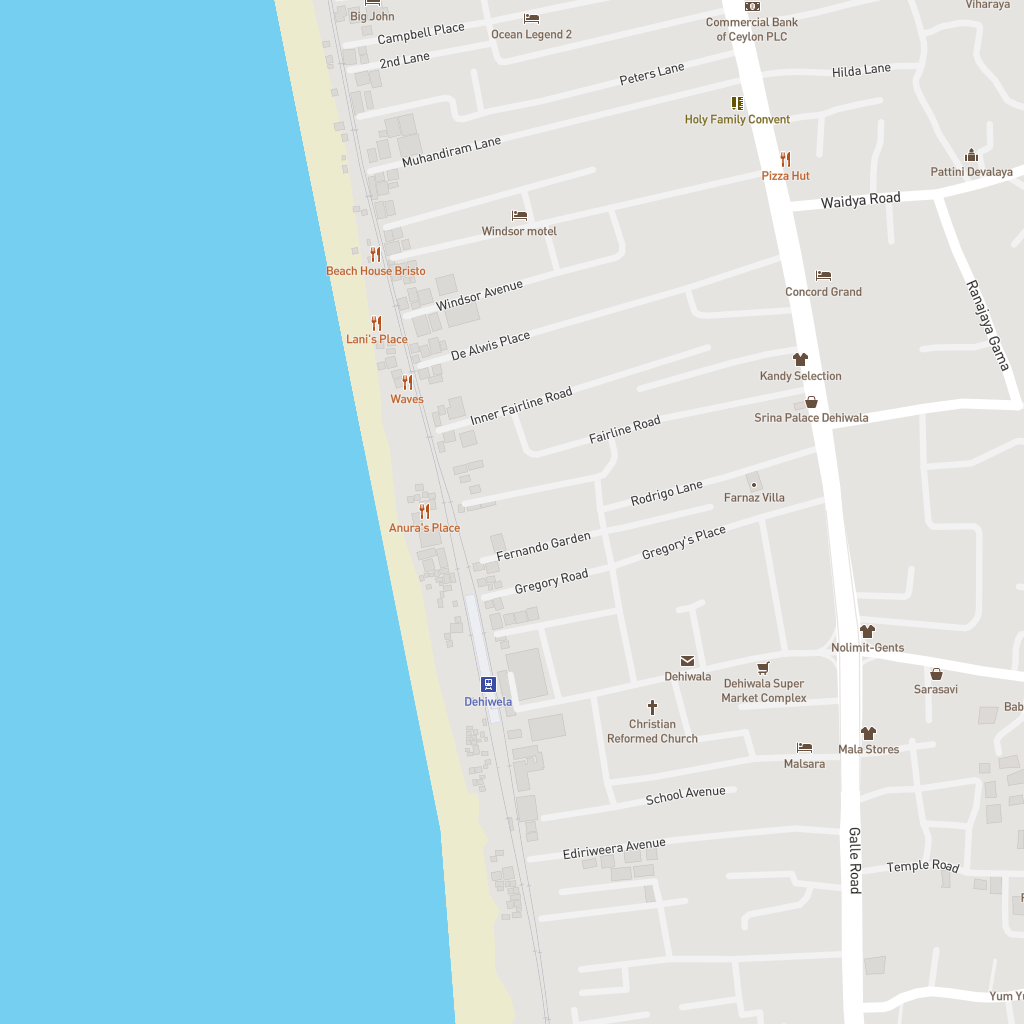 Viharaya
Big John
Campbell Place
Ocean Legend 2
Commercial Bank
of Ceylon PLC
2nd Lane
Peters Lane
Hilda Lane
Holy Family Convent
Muhandiram Lane
Pizza Hut
Pattini Devalaya
Waidya Road
Windsor motel
Beach House Bristo
Windsor Avenue
Concord Grand
Ranajaya Gama
Lani's Place
De Alwis Place
Kandy Selection
Waves
Inner Fairline Road
Srina Palace Dehiwala
Fairline Road
Rodrigo Lane
Farnaz Villa
Anura's Place
Fernando Garden
Gregory's Place
Gregory Road
Nolimit-Gents
Dehiwala
Dehiwala Super
Market Complex
Sarasavi
Dehiwela
Christian
Reformed Church
Bab
Mala Stores
Malsara
School Avenue
Ediriweera Avenue
Galle Road
Temple Road
Yum Yu